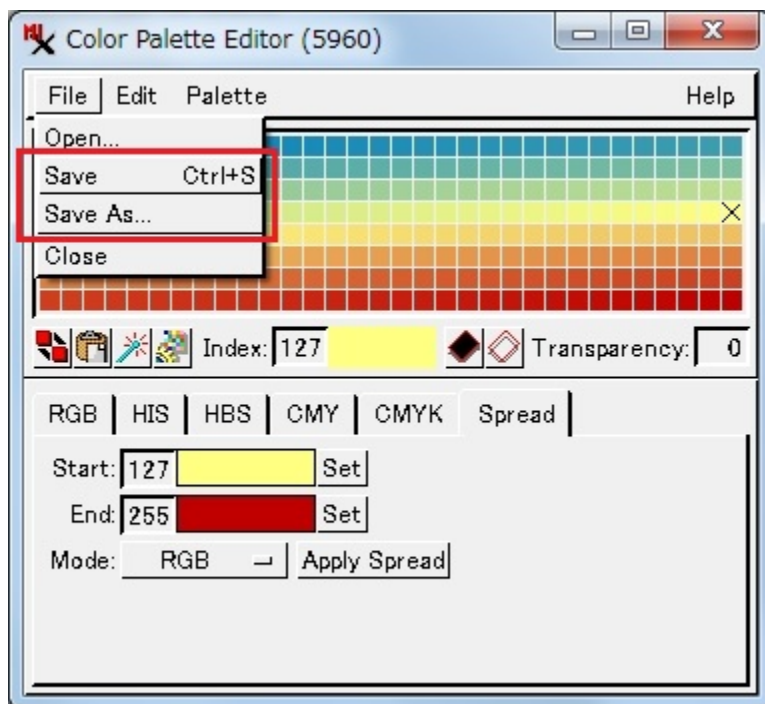 Color Palette Editor (5960)
File Edit Palette Help
Open...
Save Ctrl+S
Save As...
Close
Index: 127 Transparency: 0
RGB HIS HBS CMY CMYK Spread
Start: 127 Set
End: 255 Set
Mode: RGB Apply Spread